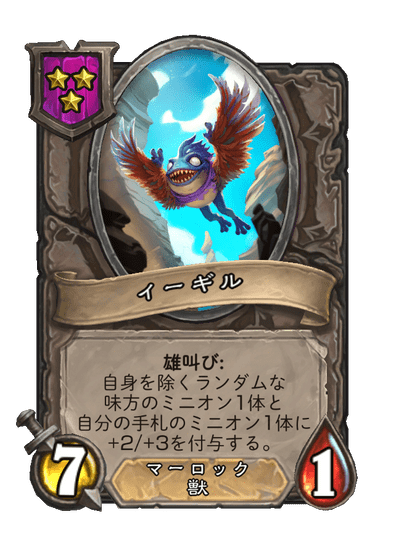 イーギル
雄叫び:
自身を除くランダムな
味方のミニオン1体と
自分の手札のミニオン1体に
+2/+3を付与する。
7
マーロック
獣
1